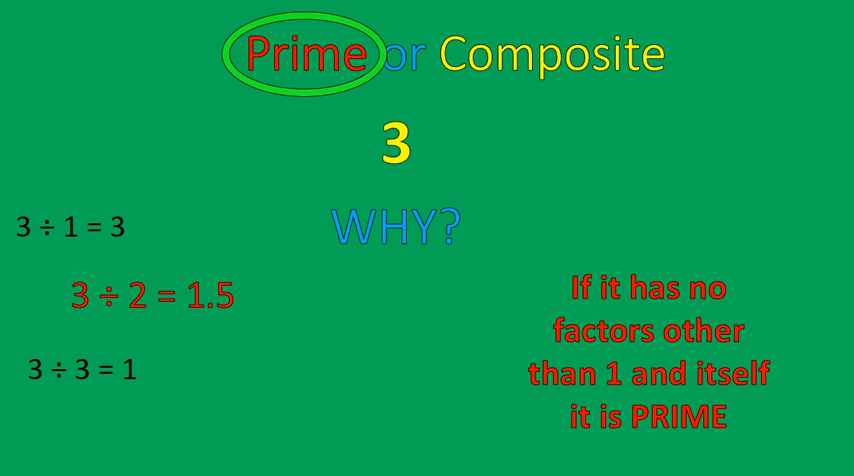 Prime or Composite
3
WHY?
3 ÷ 1 = 3
3 ÷ 2 = 1.5
3 ÷ 3 = 1
If it has no
factors other
than 1 and itself
it is PRIME